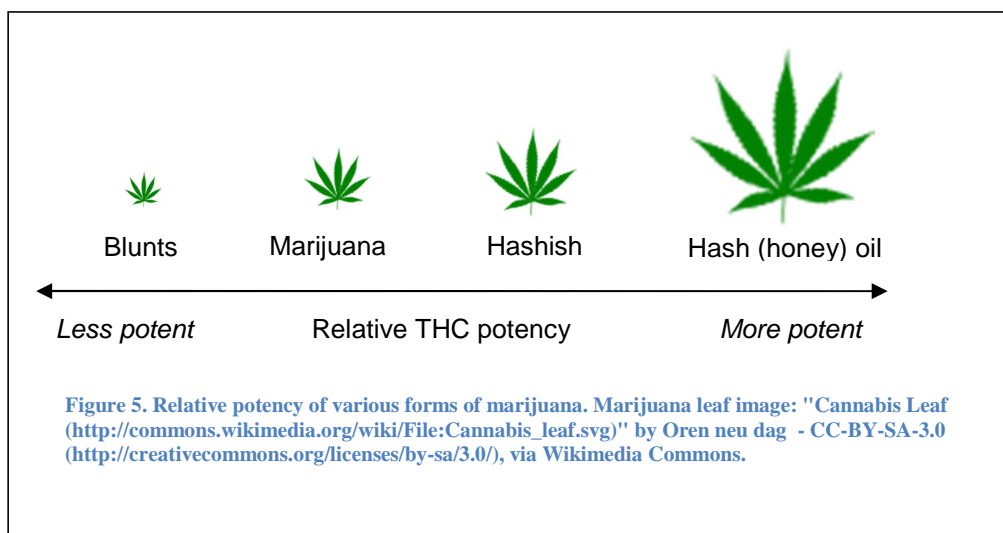 Blunts Marijuana Hashish Hash (honey) oil
Less potent Relative THC potency More potent
Figure 5. Relative potency of various forms of marijuana. Marijuana leaf image: "Cannabis Leaf
(http://commons.wikimedia.org/wiki/File:Cannabis_leaf.svg)" by Oren neu dag - CC-BY-SA-3.0
(http://creativecommons.org/licenses/by-sa/3.0/), via Wikimedia Commons.